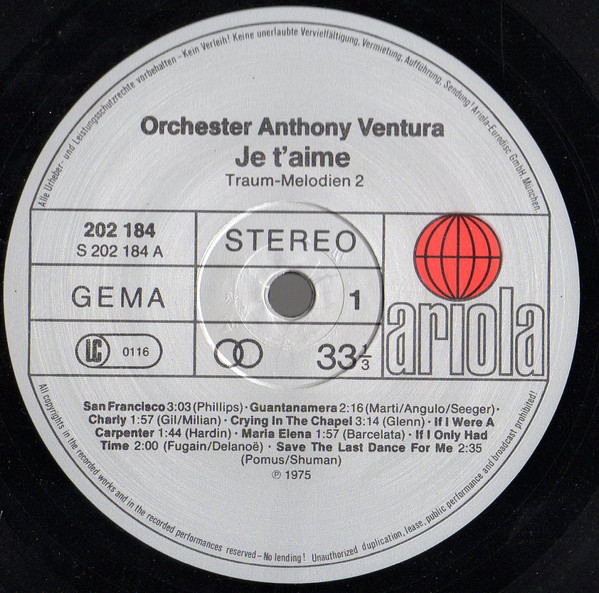 Alle Urheber- und Leistungsschutzrechte vorbehalten – Kein Verleih! Keine unerlaubte Vervielfältigung, Vermietung, Aufführung, Sendung! Ariola-Eurodisc GmbH, München
Orchester Anthony Ventura
Je t'aime
Traum-Melodien 2
202 184
S 202 184 A
STEREO
GEMA
1
ariola
LC 0116
33 1/3
San Francisco 3:03 (Phillips) · Guantanamera 2:16 (Marti/Angulo/Seeger) ·
Charly 1:57 (Gil/Milian) · Crying In The Chapel 3:14 (Glenn) · If I Were A
Carpenter 1:44 (Hardin) · Maria Elena 1:57 (Barcelata) · If I Only Had
Time 2:00 (Fugain/Delanoë) · Save The Last Dance For Me 2:35
(Pomus/Shuman)
℗ 1975
All copyrights in the recorded works and in the recorded performances reserved – No lending! Unauthorized duplication, lease, public performance and broadcast prohibited!